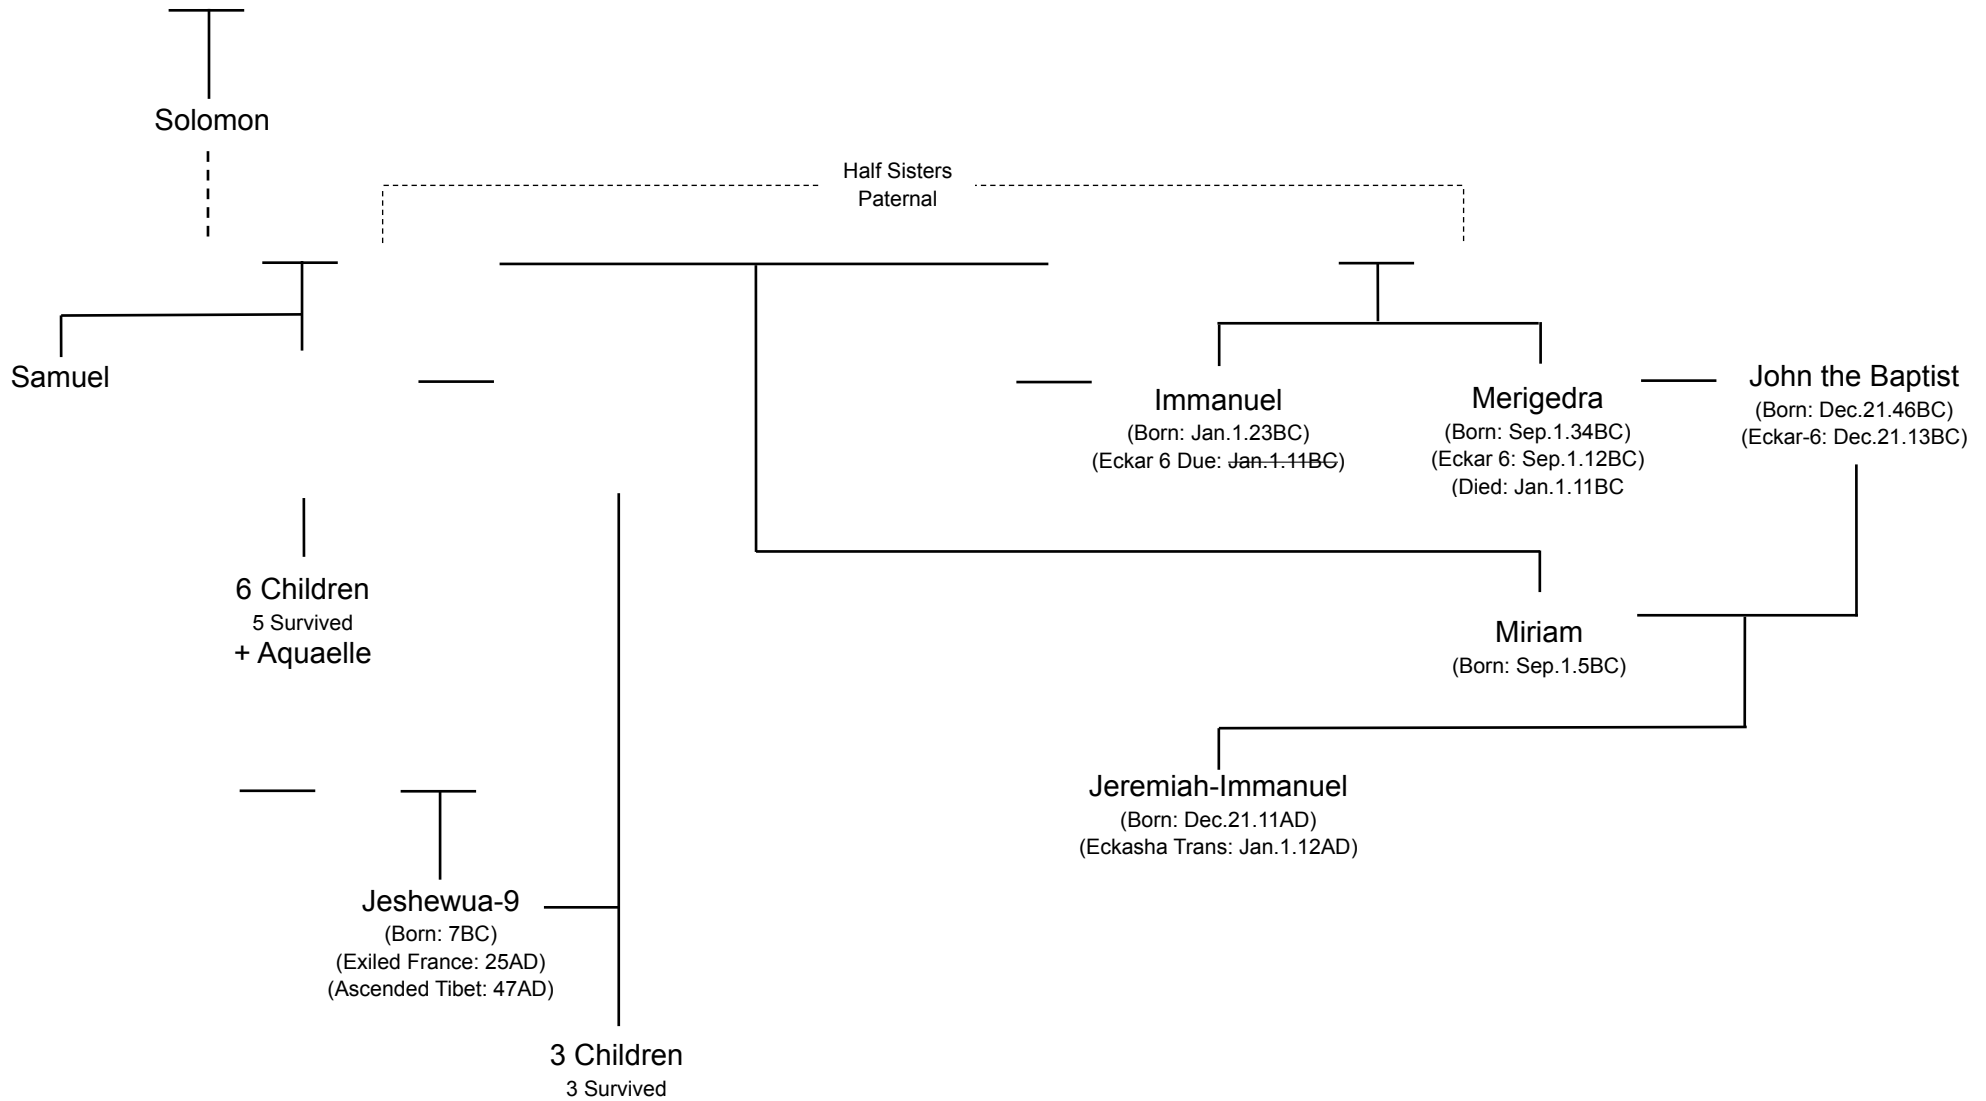 Solomon
Half Sisters
Paternal
Samuel
Immanuel
(Born: Jan.1.23BC)
(Eckar 6 Due: Jan.1.11BC)
Merigedra
(Born: Sep.1.34BC)
(Eckar 6: Sep.1.12BC)
(Died: Jan.1.11BC
John the Baptist
(Born: Dec.21.46BC)
(Eckar-6: Dec.21.13BC)
6 Children
5 Survived
+ Aquaelle
Miriam
(Born: Sep.1.5BC)
Jeremiah-Immanuel
(Born: Dec.21.11AD)
(Eckasha Trans: Jan.1.12AD)
Jeshewua-9
(Born: 7BC)
(Exiled France: 25AD)
(Ascended Tibet: 47AD)
3 Children
3 Survived